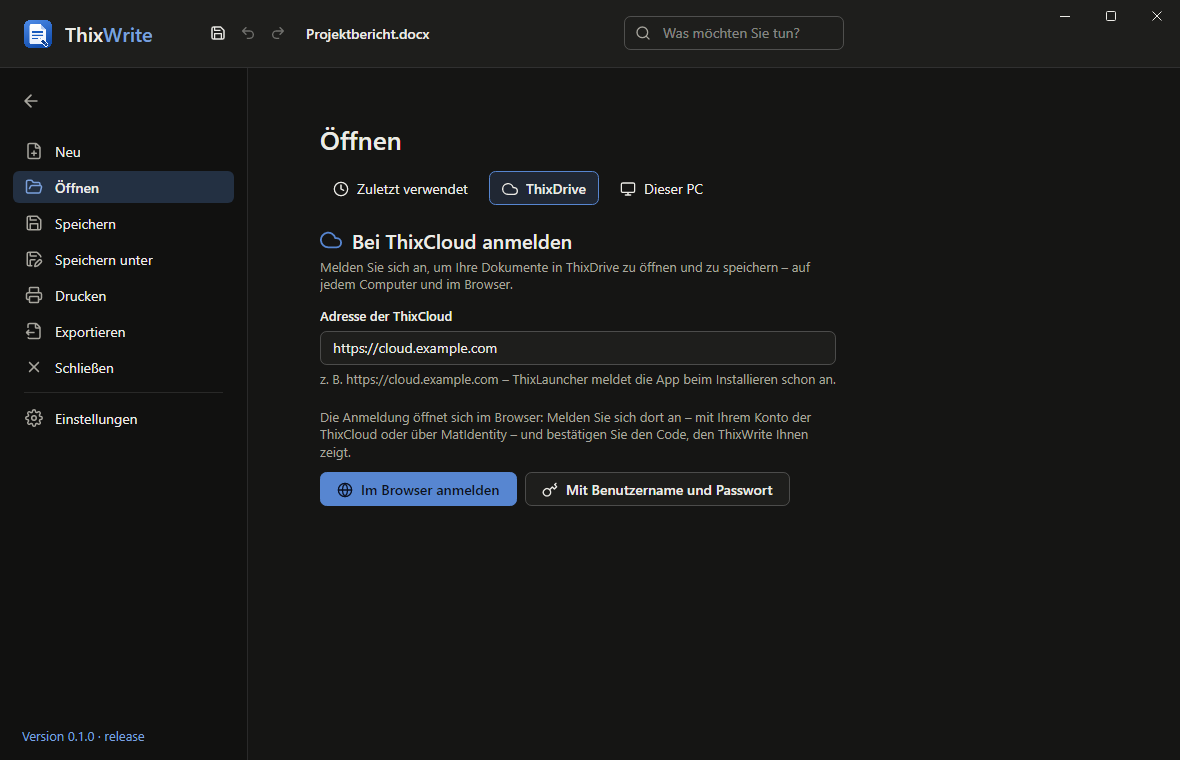 ThixWrite
Projektbericht.docx
Was möchten Sie tun?
Neu
Öffnen
Speichern
Speichern unter
Drucken
Exportieren
Schließen
Einstellungen
Version 0.1.0 · release
Öffnen
Zuletzt verwendet
ThixDrive
Dieser PC
Bei ThixCloud anmelden
Melden Sie sich an, um Ihre Dokumente in ThixDrive zu öffnen und zu speichern – auf
jedem Computer und im Browser.
Adresse der ThixCloud
https://cloud.example.com
z. B. https://cloud.example.com – ThixLauncher meldet die App beim Installieren schon an.
Die Anmeldung öffnet sich im Browser: Melden Sie sich dort an – mit Ihrem Konto der
ThixCloud oder über MatIdentity – und bestätigen Sie den Code, den ThixWrite Ihnen
zeigt.
Im Browser anmelden
Mit Benutzername und Passwort